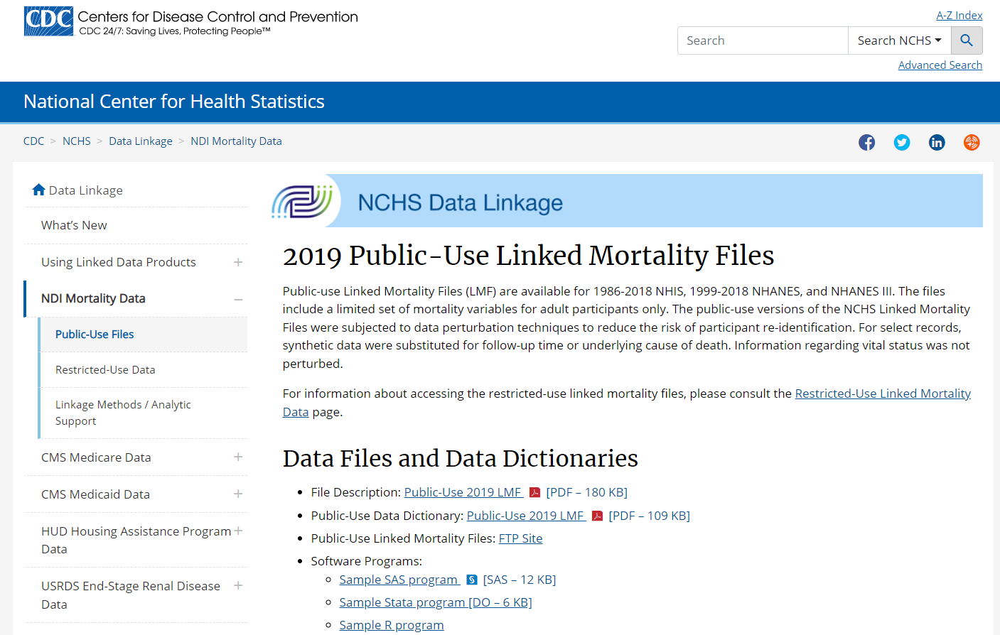 CDC Centers for Disease Control and Prevention
CDC 24/7: Saving Lives, Protecting People™
A-Z Index
Search
Search NCHS
Advanced Search
National Center for Health Statistics
CDC > NCHS > Data Linkage > NDI Mortality Data
Data Linkage
What's New
Using Linked Data Products
NDI Mortality Data
Public-Use Files
Restricted-Use Data
Linkage Methods / Analytic
Support
CMS Medicare Data
CMS Medicaid Data
HUD Housing Assistance Program
Data
USRDS End-Stage Renal Disease
Data
NCHS Data Linkage
2019 Public-Use Linked Mortality Files
Public-use Linked Mortality Files (LMF) are available for 1986-2018 NHIS, 1999-2018 NHANES, and NHANES III. The files
include a limited set of mortality variables for adult participants only. The public-use versions of the NCHS Linked Mortality
Files were subjected to data perturbation techniques to reduce the risk of participant re-identification. For select records,
synthetic data were substituted for follow-up time or underlying cause of death. Information regarding vital status was not
perturbed.
For information about accessing the restricted-use linked mortality files, please consult the Restricted-Use Linked Mortality
Data page.
Data Files and Data Dictionaries
• File Description: Public-Use 2019 LMF [PDF – 180 KB]
• Public-Use Data Dictionary: Public-Use 2019 LMF [PDF – 109 KB]
• Public-Use Linked Mortality Files: FTP Site
• Software Programs:
Sample SAS program [SAS – 12 KB]
Sample Stata program [DO – 6 KB]
Sample R program